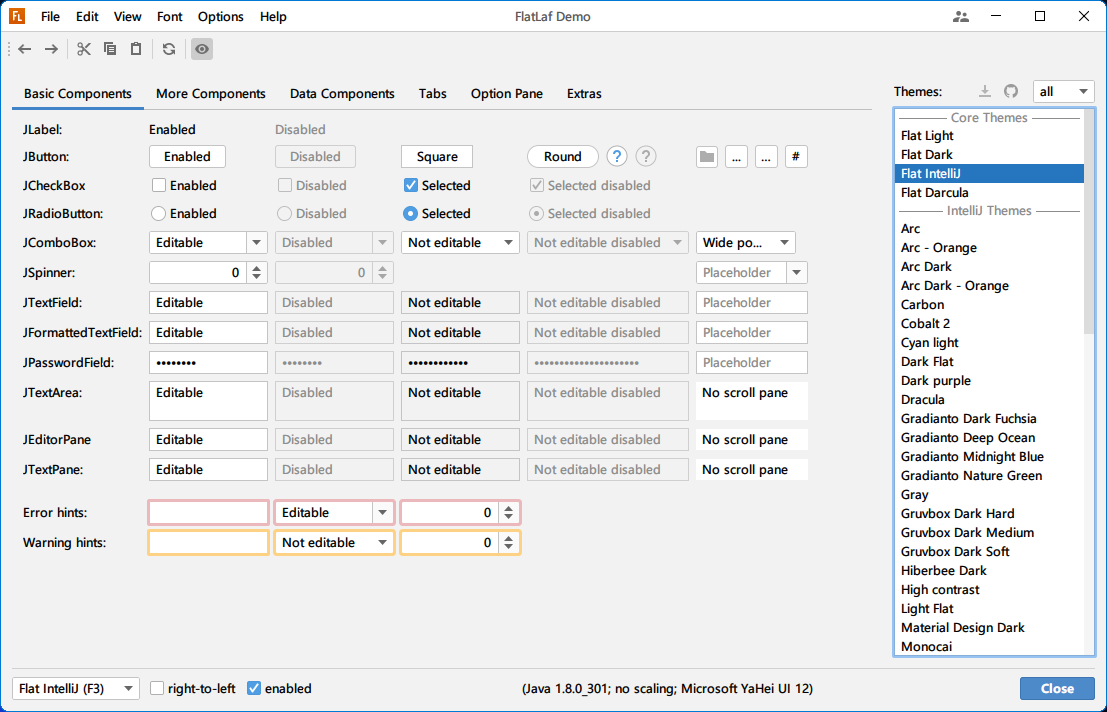 FL File Edit View Font Options Help FlatLaf Demo
Basic Components More Components Data Components Tabs Option Pane Extras Themes: all
JLabel: Enabled Disabled
JButton: Enabled Disabled Square Round ? ? ... ... #
JCheckBox Enabled Disabled Selected Selected disabled
JRadioButton: Enabled Disabled Selected Selected disabled
JComboBox: Editable Disabled Not editable Not editable disabled Wide po...
JSpinner: 0 0 Placeholder
JTextField: Editable Disabled Not editable Not editable disabled Placeholder
JFormattedTextField: Editable Disabled Not editable Not editable disabled Placeholder
JPasswordField: •••••••• •••••••• •••••••••••• ••••••••••••••••••••• Placeholder
JTextArea: Editable Disabled Not editable Not editable disabled No scroll pane
JEditorPane Editable Disabled Not editable Not editable disabled No scroll pane
JTextPane: Editable Disabled Not editable Not editable disabled No scroll pane
Error hints: Editable 0
Warning hints: Not editable 0
Core Themes
Flat Light
Flat Dark
Flat IntelliJ
Flat Darcula
IntelliJ Themes
Arc
Arc - Orange
Arc Dark
Arc Dark - Orange
Carbon
Cobalt 2
Cyan light
Dark Flat
Dark purple
Dracula
Gradianto Dark Fuchsia
Gradianto Deep Ocean
Gradianto Midnight Blue
Gradianto Nature Green
Gray
Gruvbox Dark Hard
Gruvbox Dark Medium
Gruvbox Dark Soft
Hiberbee Dark
High contrast
Light Flat
Material Design Dark
Monocai
Flat IntelliJ (F3) right-to-left enabled (Java 1.8.0_301; no scaling; Microsoft YaHei UI 12) Close